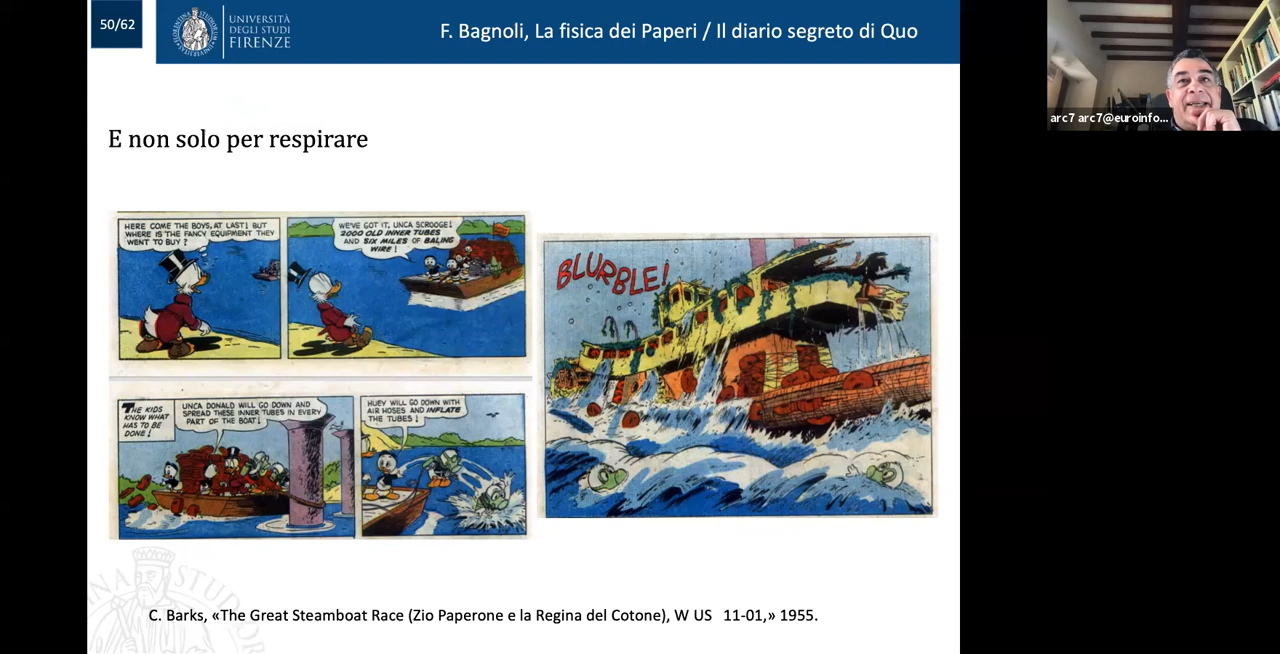 50/62
UNIVERSITÀ
DEGLI STUDI
FIRENZE
F. Bagnoli, La fisica dei Paperi / Il diario segreto di Quo
arc7 arc7@euroinfo...
E non solo per respirare
HERE COME THE BOYS, AT LAST! BUT
WHERE IS THE FANCY EQUIPMENT THEY
WENT TO BUY?
WE'VE GOT IT, UNCA SCROOGE!
2000 OLD INNER TUBES
AND SIX MILES OF BALING
WIRE!
BLURBLE!
THE KIDS
KNOW WHAT
HAS TO BE
DONE!
UNCA DONALD WILL GO DOWN AND
SPREAD THESE INNER TUBES IN EVERY
PART OF THE BOAT!
HUEY WILL GO DOWN WITH
AIR HOSES AND INFLATE
THE TUBES!
C. Barks, «The Great Steamboat Race (Zio Paperone e la Regina del Cotone), W US 11-01,» 1955.